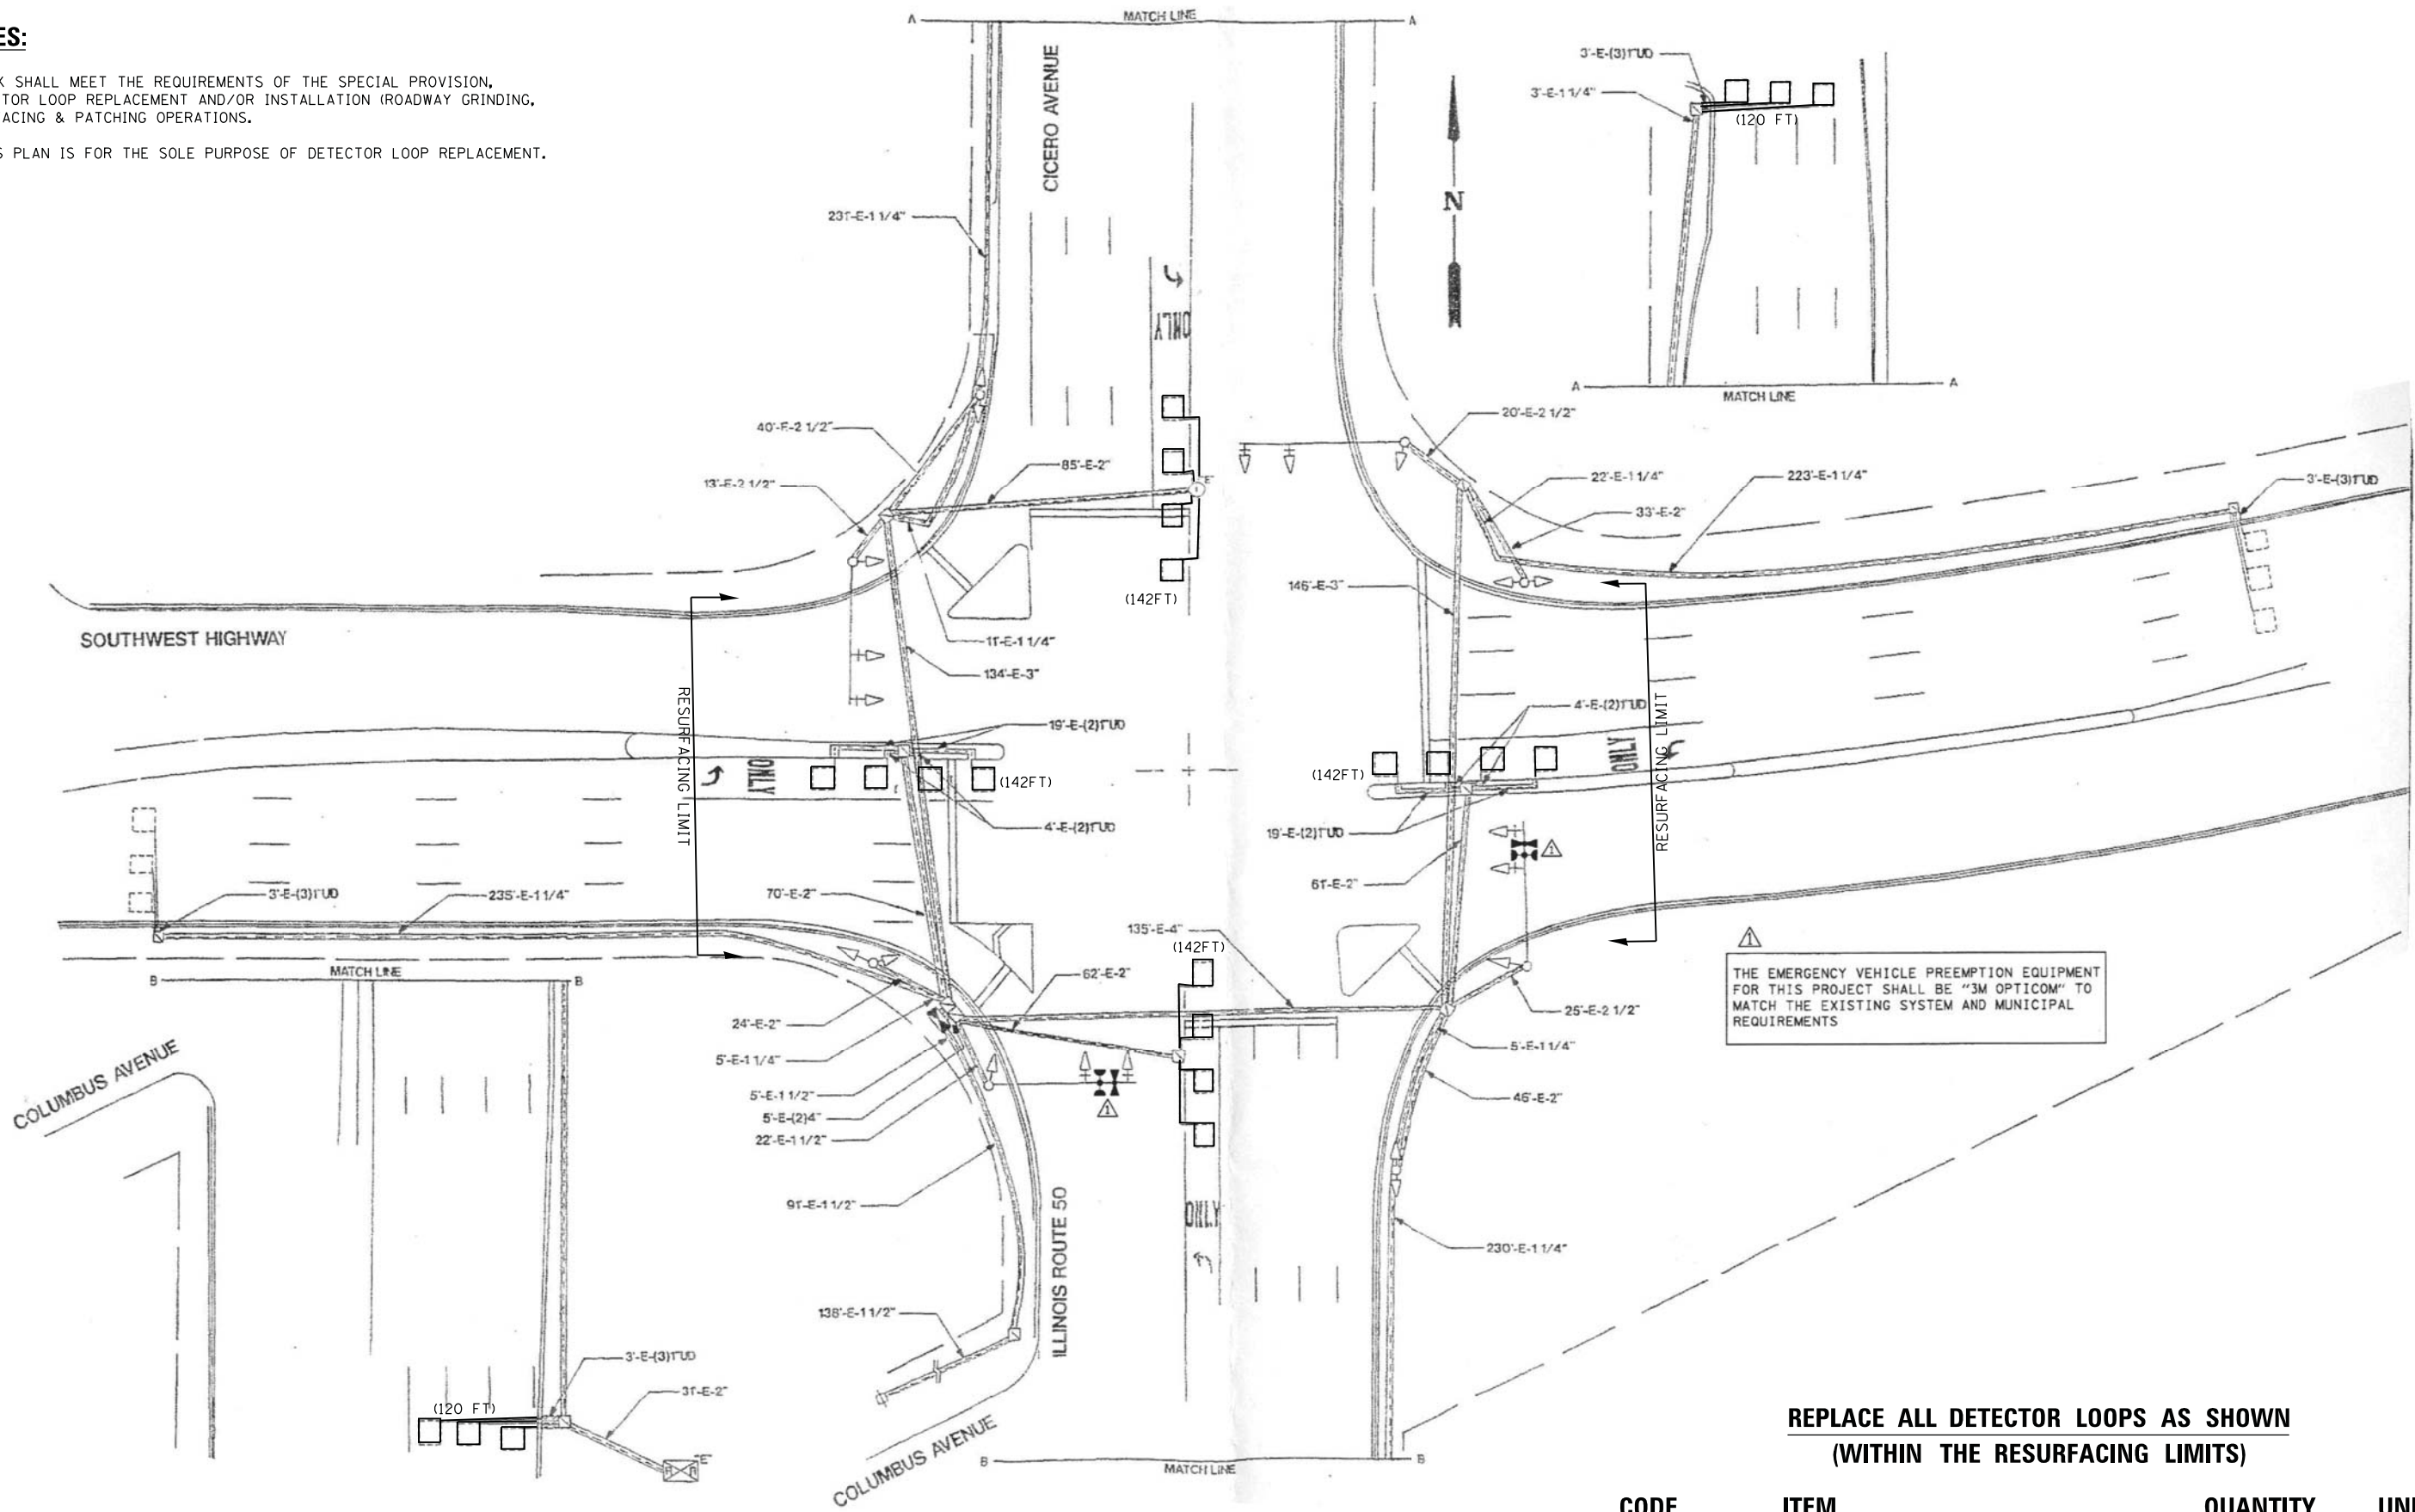 ES:
K SHALL MEET THE REQUIREMENTS OF THE SPECIAL PROVISION,
TOR LOOP REPLACEMENT AND/OR INSTALLATION (ROADWAY GRINDING,
ACING & PATCHING OPERATIONS.
S PLAN IS FOR THE SOLE PURPOSE OF DETECTOR LOOP REPLACEMENT.
A MATCH LINE A
CICERO AVENUE
3'-E-(3)1"UD
3'-E-1 1/4"
(120 FT)
N
231'-E-1 1/4"
A A
MATCH LINE
ONLY
40'-E-2 1/2"
20'-E-2 1/2"
85'-E-2"
13'-E-2 1/2"
"E"
22'-E-1 1/4"
223'-E-1 1/4"
3'-E-(3)1"UD
33'-E-2"
146'-E-3"
(142FT)
SOUTHWEST HIGHWAY
11'-E-1 1/4"
134'-E-3"
RESURFACING LIMIT
19'-E-(2)1"UD
4'-E-(2)1"UD
RESURFACING LIMIT
ONLY
(142FT)
(142FT)
ONLY
4'-E-(2)1"UD
19'-E-(2)1"UD
1
3'-E-(3)1"UD
235'-E-1 1/4"
70'-E-2"
61'-E-2"
135'-E-4"
(142FT)
1
THE EMERGENCY VEHICLE PREEMPTION EQUIPMENT
FOR THIS PROJECT SHALL BE "3M OPTICOM" TO
MATCH THE EXISTING SYSTEM AND MUNICIPAL
REQUIREMENTS
MATCH LINE
B B
62'-E-2"
24'-E-2"
25'-E-2 1/2"
5'-E-1 1/4"
5'-E-1 1/4"
COLUMBUS AVENUE
5'-E-1 1/2"
46'-E-2"
5'-E-(2)4"
1
22'-E-1 1/2"
91'-E-1 1/2"
ONLY
ILLINOIS ROUTE 50
230'-E-1 1/4"
138'-E-1 1/2"
3'-E-(3)1"UD
31'-E-2"
(120 FT)
"E"
COLUMBUS AVENUE
B MATCH LINE B
REPLACE ALL DETECTOR LOOPS AS SHOWN
(WITHIN THE RESURFACING LIMITS)
CODE ITEM QUANTITY UNI